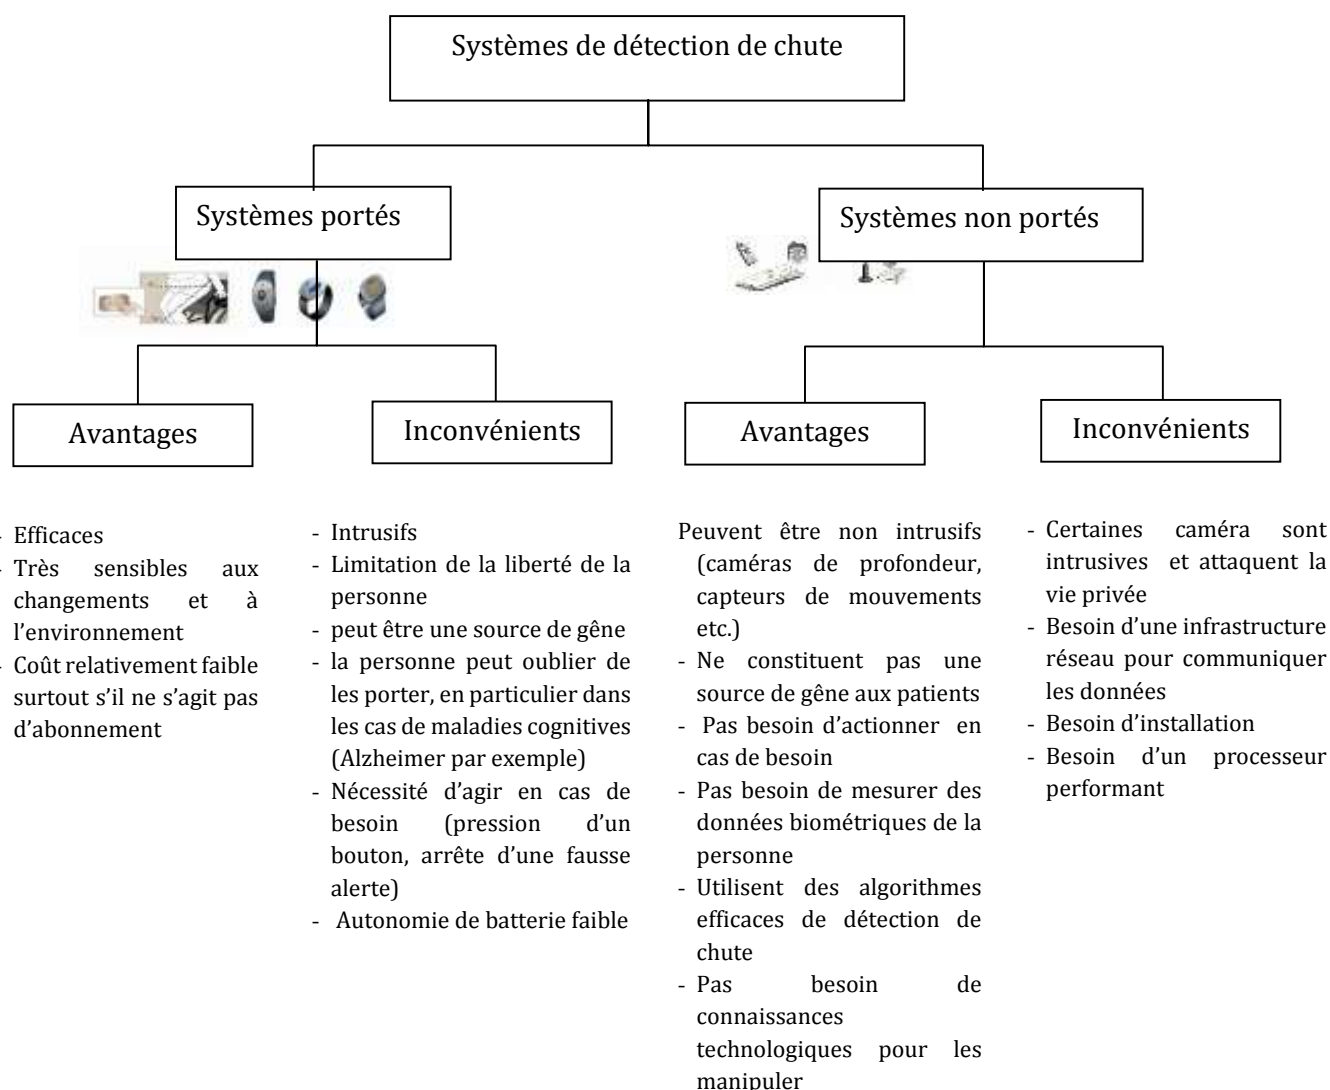 Systèmes de détection de chute
Systèmes portés
Systèmes non portés
Avantages
Inconvénients
Avantages
Inconvénients
- Efficaces
- Très sensibles aux
changements et à
l’environnement
- Coût relativement faible
surtout s’il ne s’agit pas
d’abonnement
- Intrusifs
- Limitation de la liberté de la
personne
- peut être une source de gêne
- la personne peut oublier de
les porter, en particulier dans
les cas de maladies cognitives
(Alzheimer par exemple)
- Nécessité d’agir en cas de
besoin (pression d’un
bouton, arrête d’une fausse
alerte)
- Autonomie de batterie faible
Peuvent être non intrusifs
(caméras de profondeur,
capteurs de mouvements
etc.)
- Ne constituent pas une
source de gêne aux patients
- Pas besoin d’actionner en
cas de besoin
- Pas besoin de mesurer des
données biométriques de la
personne
- Utilisent des algorithmes
efficaces de détection de
chute
- Pas besoin de
connaissances
technologiques pour les
manipuler
- Certaines caméra sont
intrusives et attaquent la
vie privée
- Besoin d’une infrastructure
réseau pour communiquer
les données
- Besoin d’installation
- Besoin d’un processeur
performant